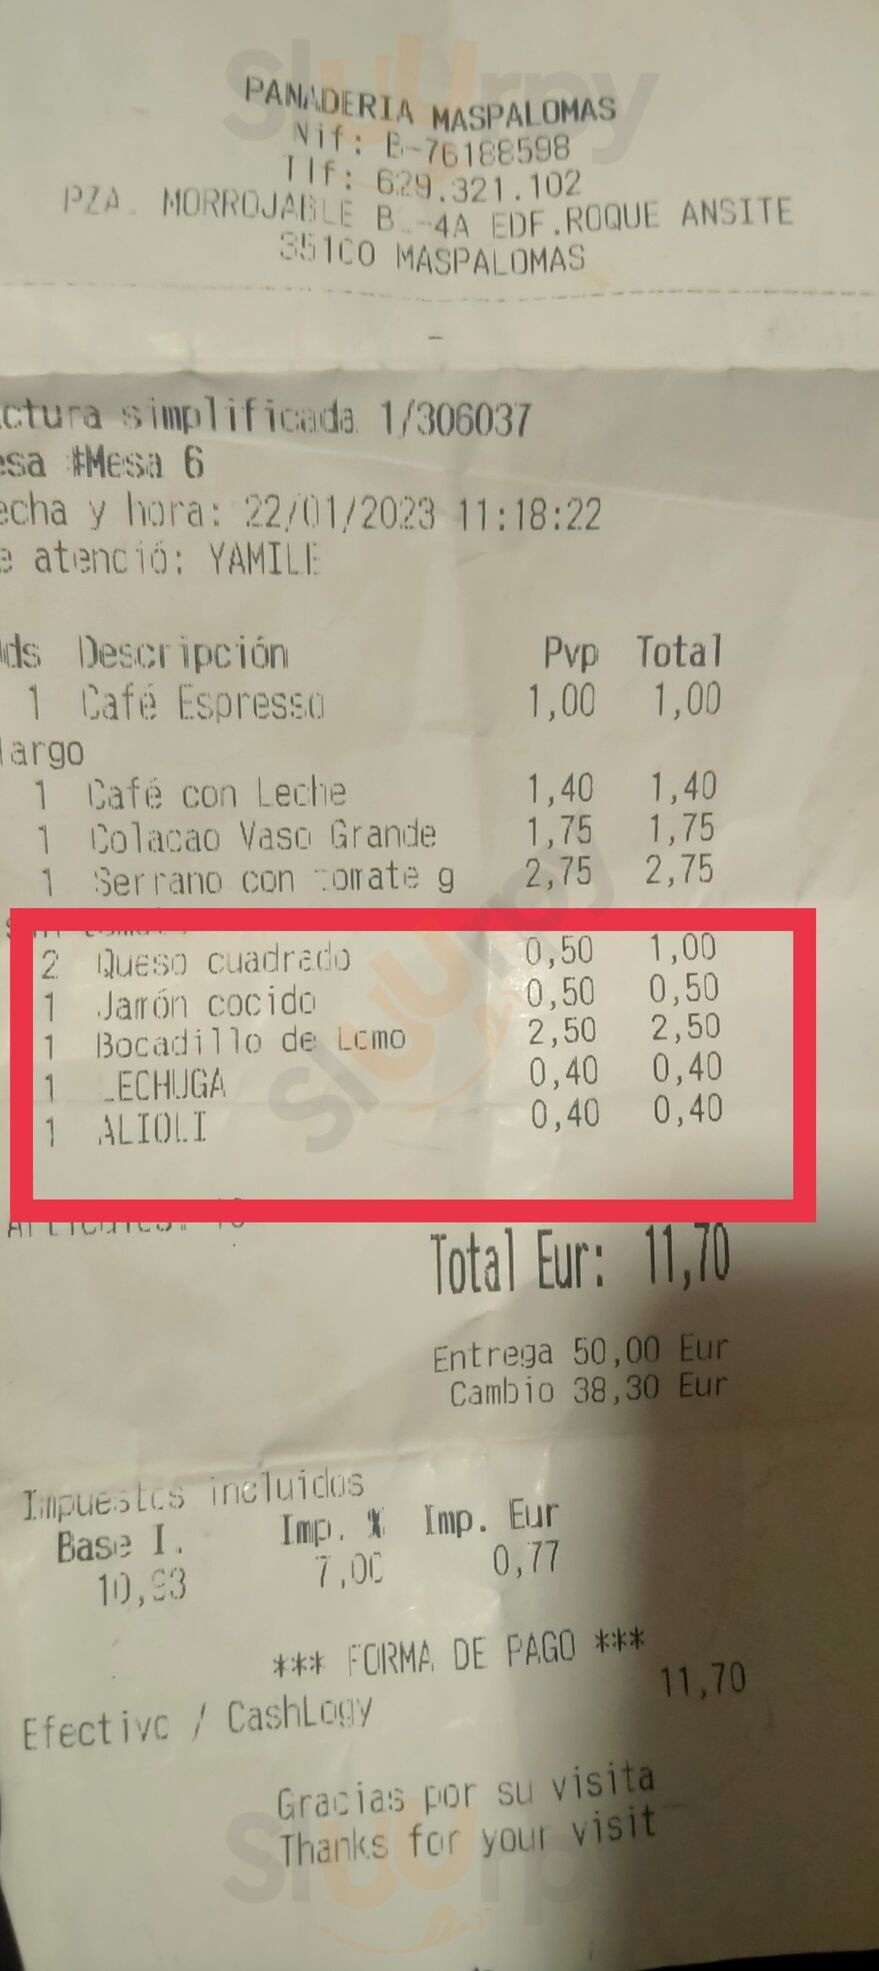 PANADERIA MASPALOMAS
Nif: B-76188598
Tlf: 629.321.102
PZA. MORROJABLE B.-4A EDF.ROQUE ANSITE
35100 MASPALOMAS
ctura simplificada 1/306037
esa #Mesa 6
echa y hora: 22/01/2023 11:18:22
e atenció: YAMILE
ds Descripción Pvp Total
1 Café Espresso 1,00 1,00
largo
1 Café con Leche 1,40 1,40
1 Colacao Vaso Grande 1,75 1,75
1 Serrano con tomate g 2,75 2,75
2 Queso cuadrado 0,50 1,00
1 Jamón cocido 0,50 0,50
1 Bocadillo de Lomo 2,50 2,50
1 LECHUGA 0,40 0,40
1 ALIOLI 0,40 0,40
Total Eur: 11,70
Entrega 50,00 Eur
Cambio 38,30 Eur
Impuestos incluidos
Base I. Imp. % Imp. Eur
10,93 7,00 0,77
*** FORMA DE PAGO ***
11,70
Efectivo / CashLogy
Gracias por su visita
Thanks for your visit
Slurpy
Slurpy
Slurpy